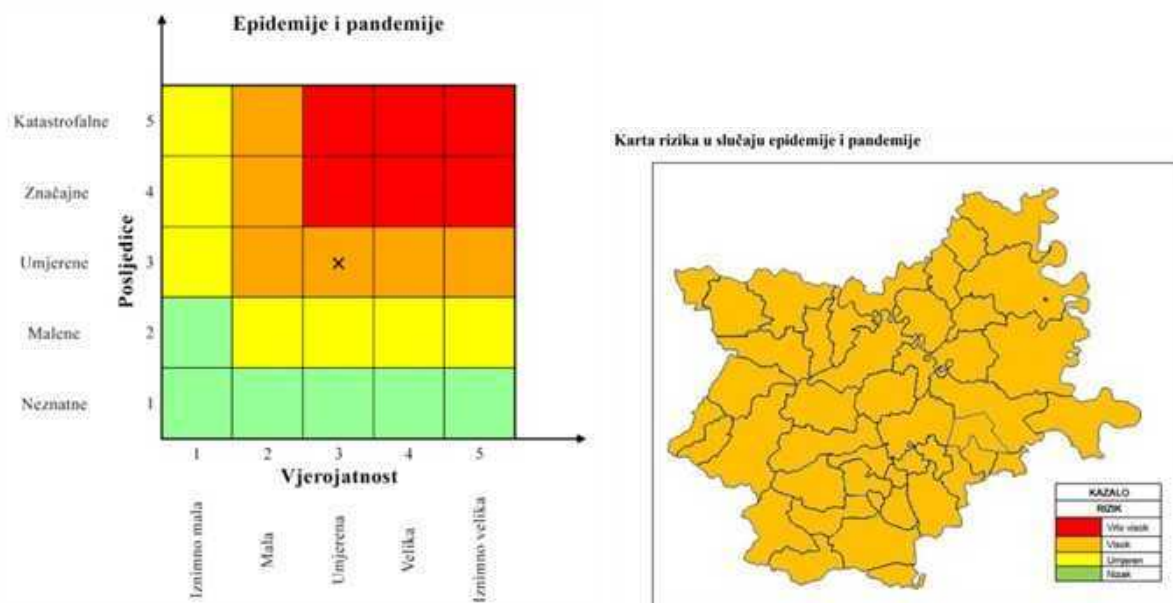 Epidemije i pandemije
Posljedice
Katastrofalne 5
Značajne 4
Umjerene 3
Malene 2
Neznatne 1
1 2 3 4 5
Vjerojatnost
Iznimno mala
Mala
Umjerena
Velika
Iznimno velika
Karta rizika u slučaju epidemije i pandemije
KAZALO
RIZIK
Vrlo visok
Visok
Umjeren
Nizak